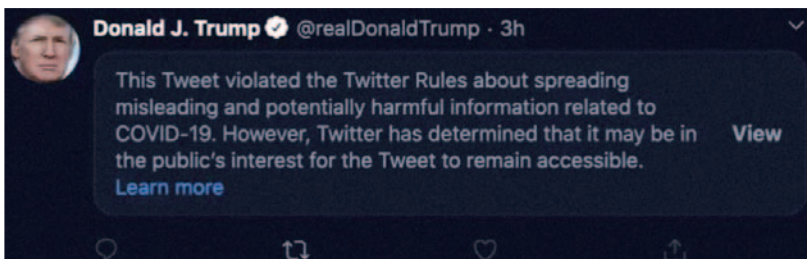 Donald J. Trump @realDonaldTrump · 3h
This Tweet violated the Twitter Rules about spreading
misleading and potentially harmful information related to
COVID-19. However, Twitter has determined that it may be in
the public's interest for the Tweet to remain accessible.
View
Learn more